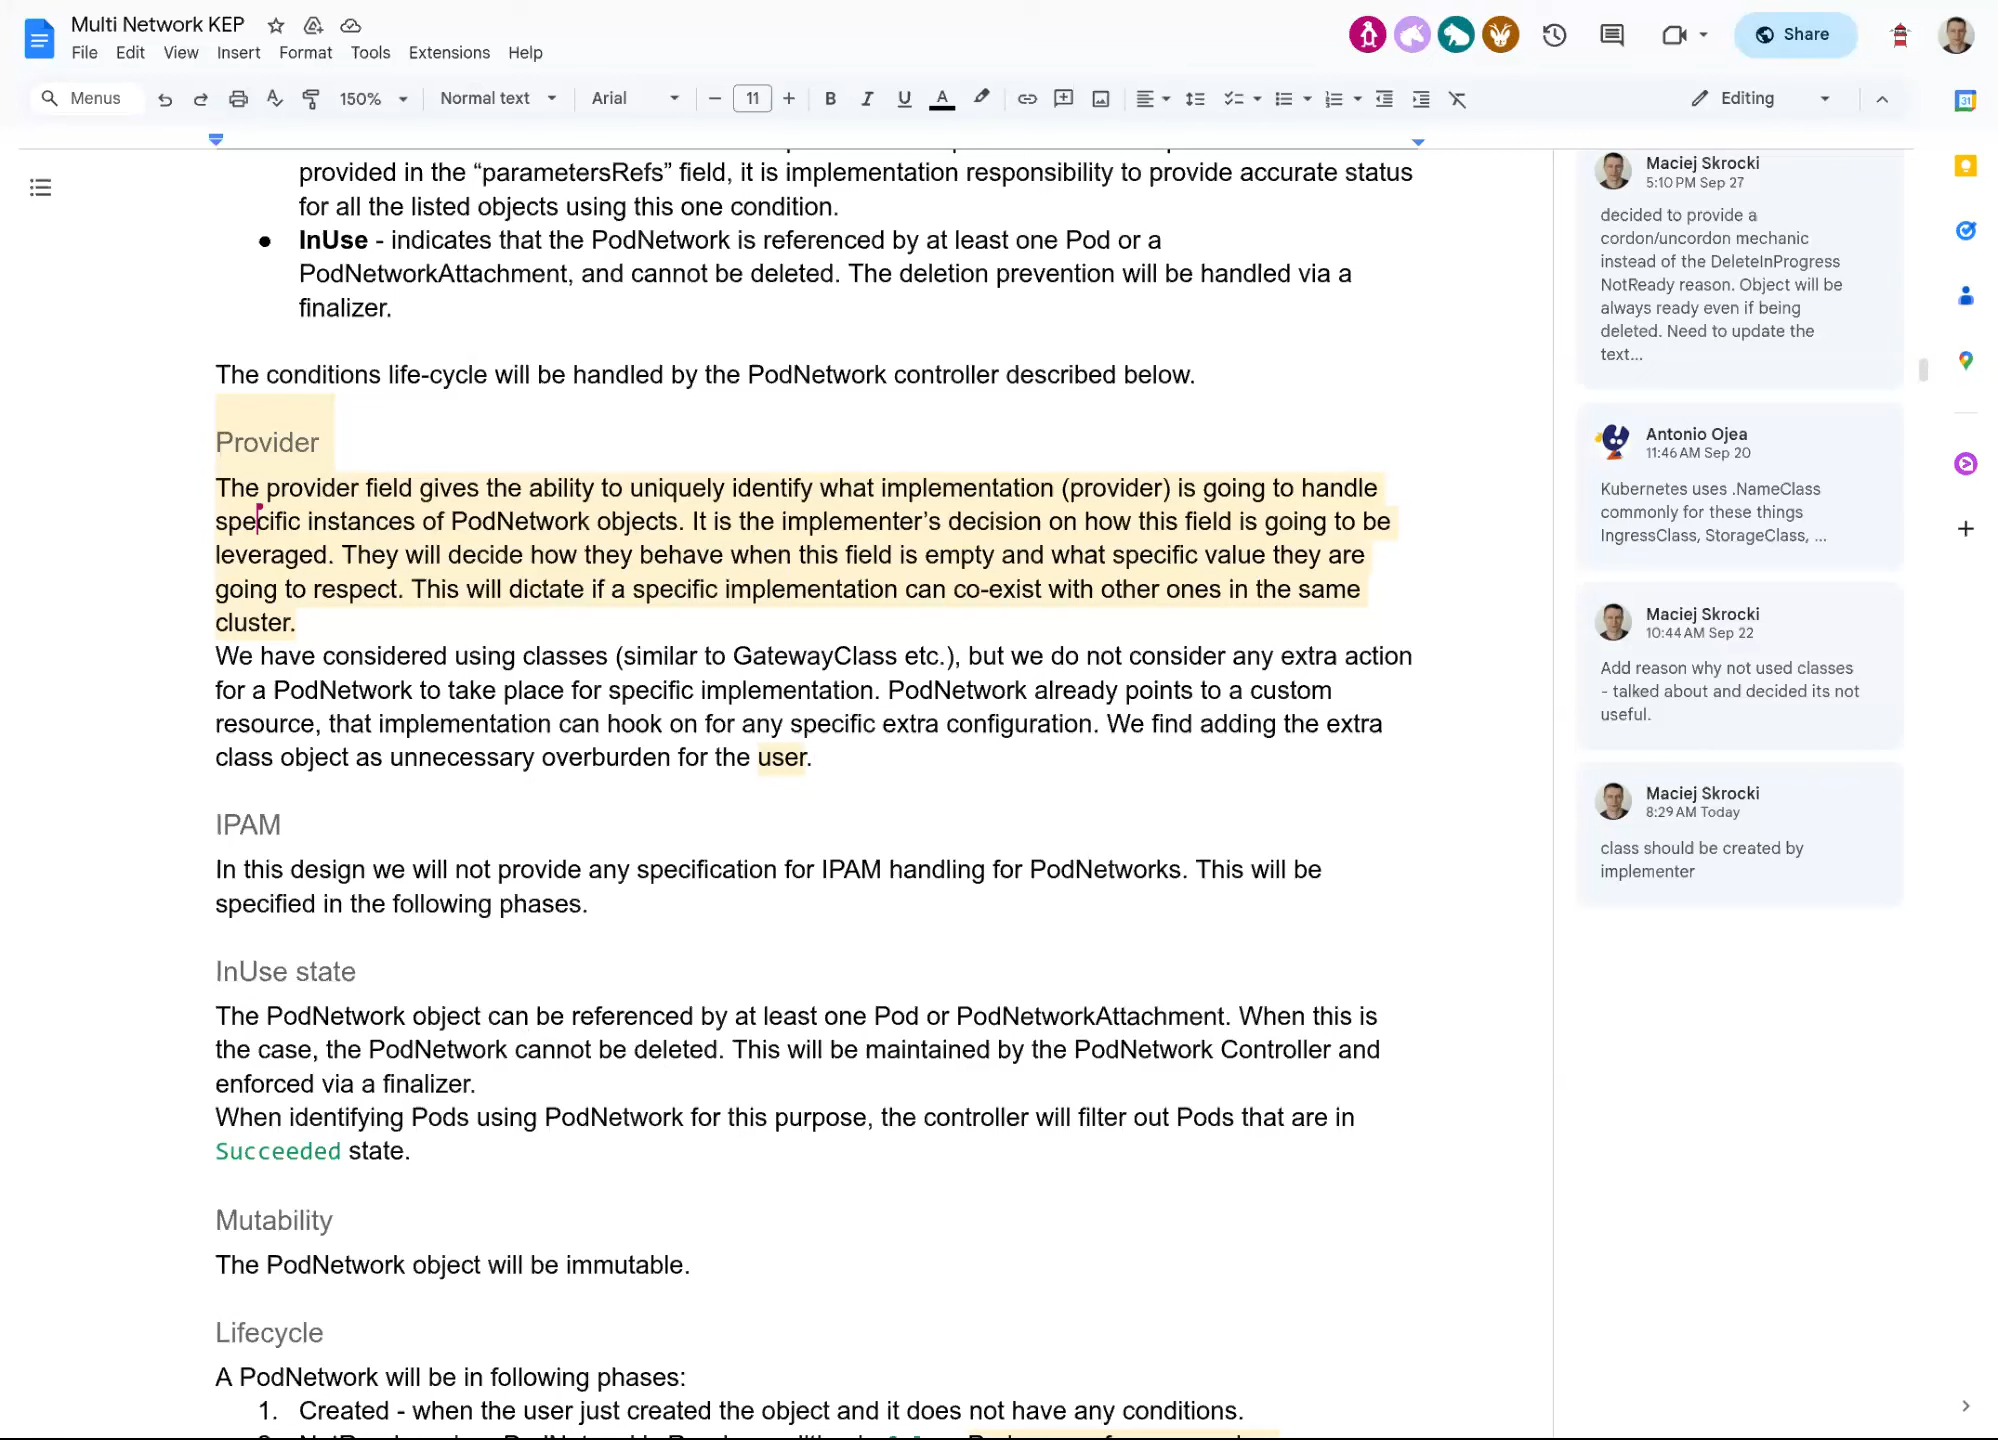 Multi Network KEP
File Edit View Insert Format Tools Extensions Help
Share
Menus
150%
Normal text
Arial
11
B I U A
Editing
31
provided in the “parametersRefs” field, it is implementation responsibility to provide accurate status
for all the listed objects using this one condition.
● InUse - indicates that the PodNetwork is referenced by at least one Pod or a
PodNetworkAttachment, and cannot be deleted. The deletion prevention will be handled via a
finalizer.
The conditions life-cycle will be handled by the PodNetwork controller described below.
Provider
The provider field gives the ability to uniquely identify what implementation (provider) is going to handle
specific instances of PodNetwork objects. It is the implementer’s decision on how this field is going to be
leveraged. They will decide how they behave when this field is empty and what specific value they are
going to respect. This will dictate if a specific implementation can co-exist with other ones in the same
cluster.
We have considered using classes (similar to GatewayClass etc.), but we do not consider any extra action
for a PodNetwork to take place for specific implementation. PodNetwork already points to a custom
resource, that implementation can hook on for any specific extra configuration. We find adding the extra
class object as unnecessary overburden for the user.
IPAM
In this design we will not provide any specification for IPAM handling for PodNetworks. This will be
specified in the following phases.
InUse state
The PodNetwork object can be referenced by at least one Pod or PodNetworkAttachment. When this is
the case, the PodNetwork cannot be deleted. This will be maintained by the PodNetwork Controller and
enforced via a finalizer.
When identifying Pods using PodNetwork for this purpose, the controller will filter out Pods that are in
Succeeded state.
Mutability
The PodNetwork object will be immutable.
Lifecycle
A PodNetwork will be in following phases:
1. Created - when the user just created the object and it does not have any conditions.
Maciej Skrocki
5:10 PM Sep 27
decided to provide a
cordon/uncordon mechanic
instead of the DeleteInProgress
NotReady reason. Object will be
always ready even if being
deleted. Need to update the
text...
Antonio Ojea
11:46 AM Sep 20
Kubernetes uses .NameClass
commonly for these things
IngressClass, StorageClass, ...
Maciej Skrocki
10:44 AM Sep 22
Add reason why not used classes
- talked about and decided its not
useful.
Maciej Skrocki
8:29 AM Today
class should be created by
implementer